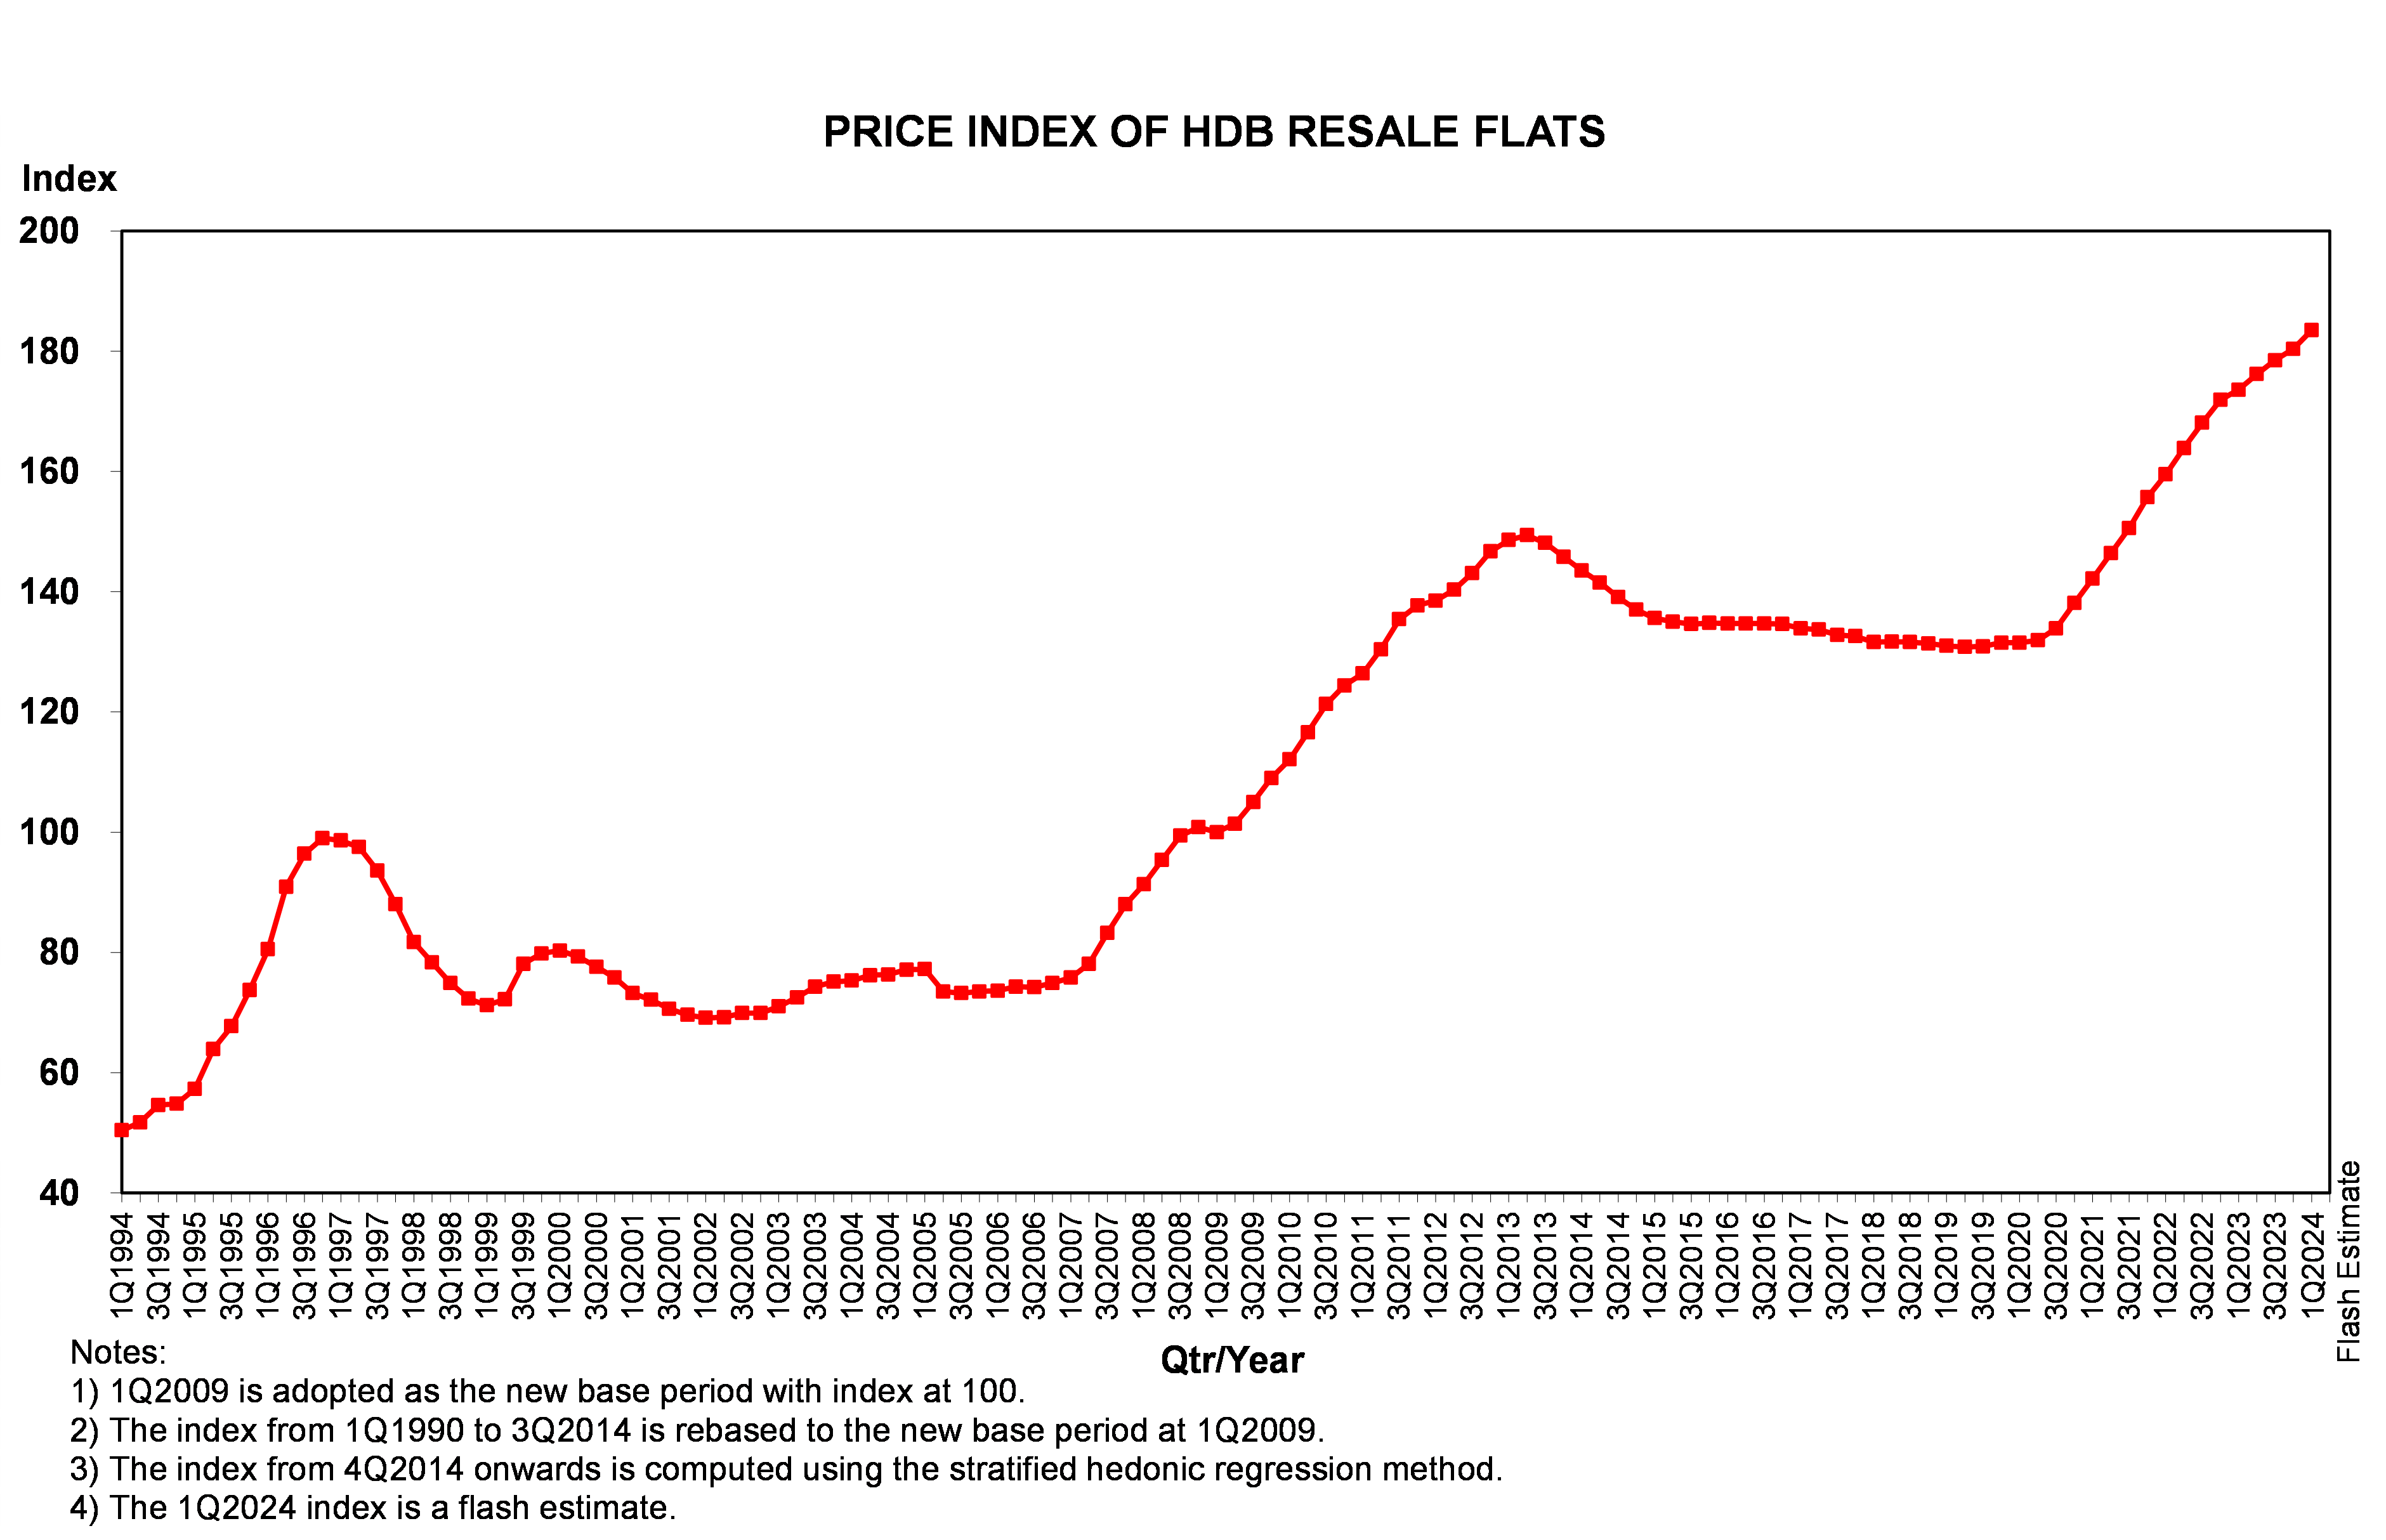 PRICE INDEX OF HDB RESALE FLATS
Index
200
180
160
140
120
100
80
60
40
1Q1994
3Q1994
1Q1995
3Q1995
1Q1996
3Q1996
1Q1997
3Q1997
1Q1998
3Q1998
1Q1999
3Q1999
1Q2000
3Q2000
1Q2001
3Q2001
1Q2002
3Q2002
1Q2003
3Q2003
1Q2004
3Q2004
1Q2005
3Q2005
1Q2006
3Q2006
1Q2007
3Q2007
1Q2008
3Q2008
1Q2009
3Q2009
1Q2010
3Q2010
1Q2011
3Q2011
1Q2012
3Q2012
1Q2013
3Q2013
1Q2014
3Q2014
1Q2015
3Q2015
1Q2016
3Q2016
1Q2017
3Q2017
1Q2018
3Q2018
1Q2019
3Q2019
1Q2020
3Q2020
1Q2021
3Q2021
1Q2022
3Q2022
1Q2023
3Q2023
1Q2024
Flash Estimate
Qtr/Year
Notes:
1) 1Q2009 is adopted as the new base period with index at 100.
2) The index from 1Q1990 to 3Q2014 is rebased to the new base period at 1Q2009.
3) The index from 4Q2014 onwards is computed using the stratified hedonic regression method.
4) The 1Q2024 index is a flash estimate.